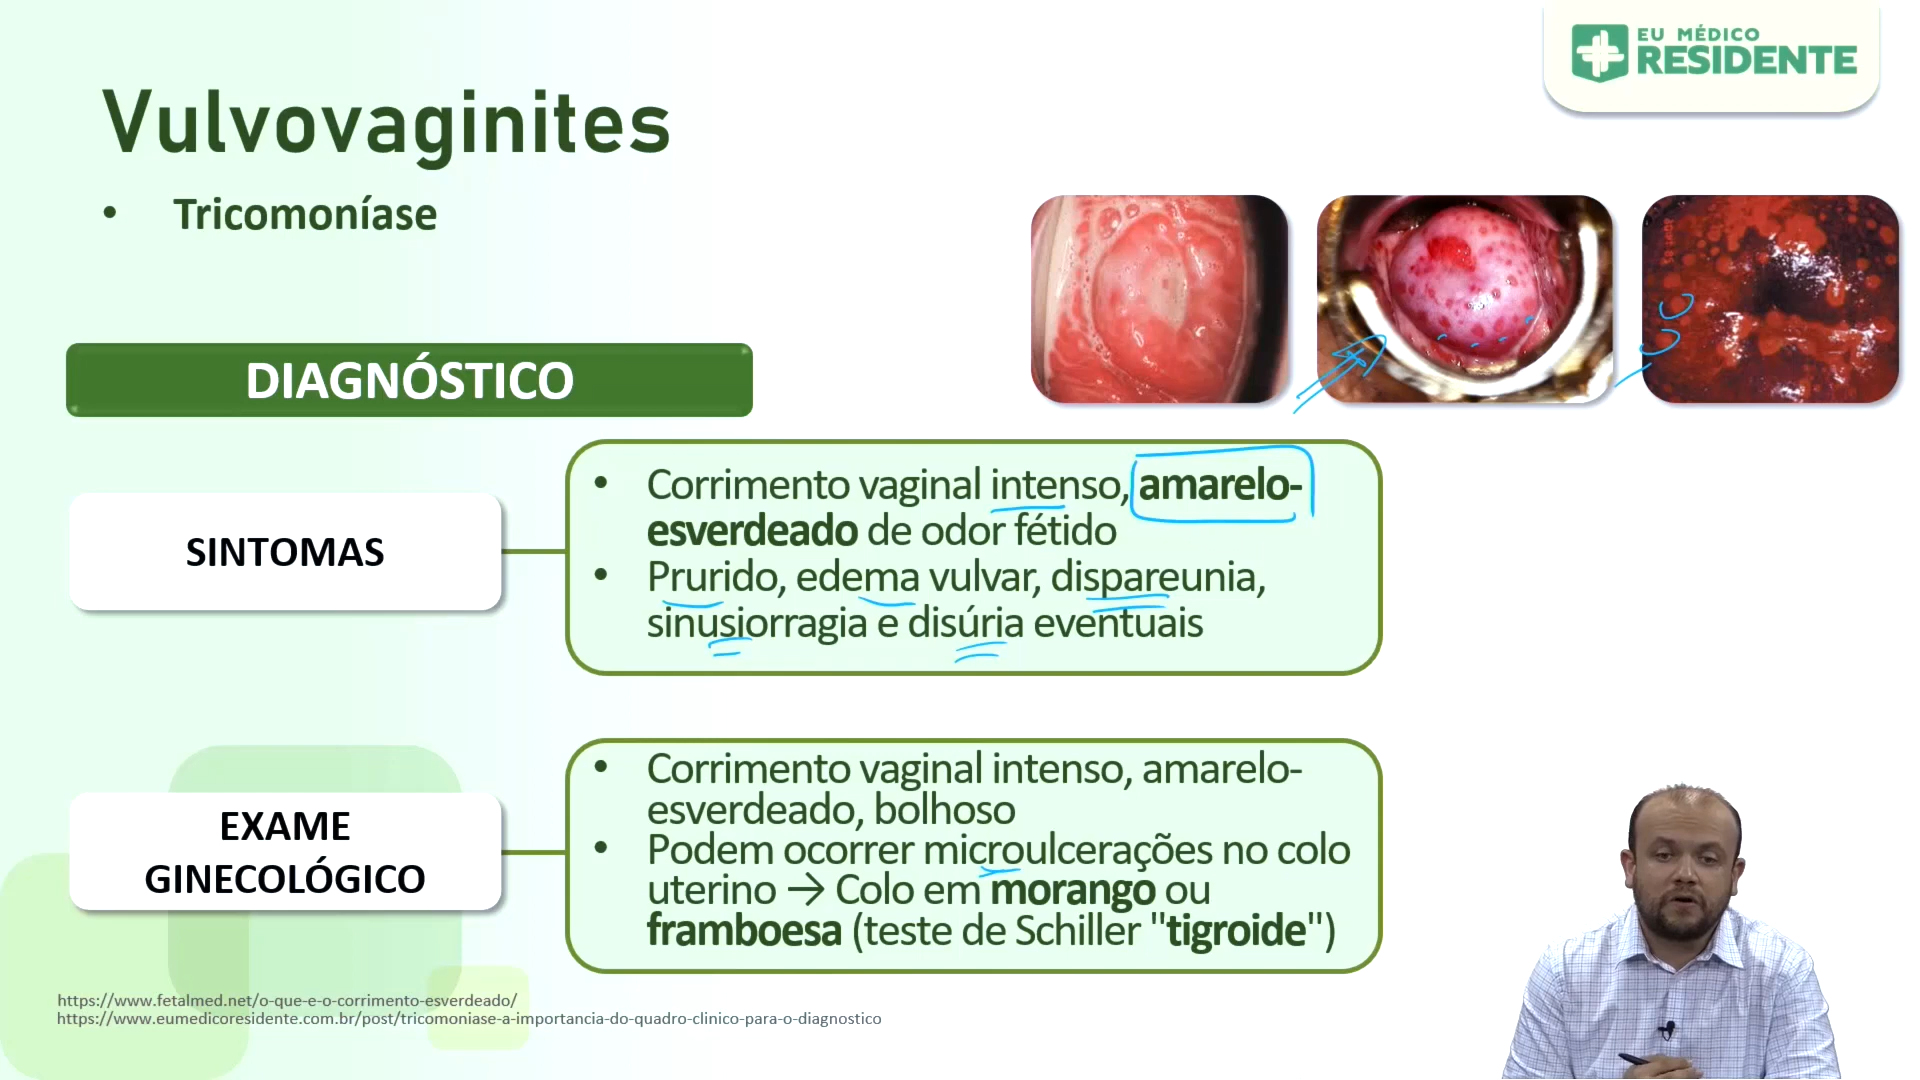 EU MÉDICO
RESIDENTE
Vulvovaginites
• Tricomoníase
DIAGNÓSTICO
SINTOMAS
• Corrimento vaginal intenso, amarelo-
esverdeado de odor fétido
• Prurido, edema vulvar, dispareunia,
sinusiorragia e disúria eventuais
EXAME
GINECOLÓGICO
• Corrimento vaginal intenso, amarelo-
esverdeado, bolhoso
• Podem ocorrer microulcerações no colo
uterino → Colo em morango ou
framboesa (teste de Schiller "tigroide")
https://www.fetalmed.net/o-que-e-o-corrimento-esverdeado/
https://www.eumedicoresidente.com.br/post/tricomoniase-a-importancia-do-quadro-clinico-para-o-diagnostico